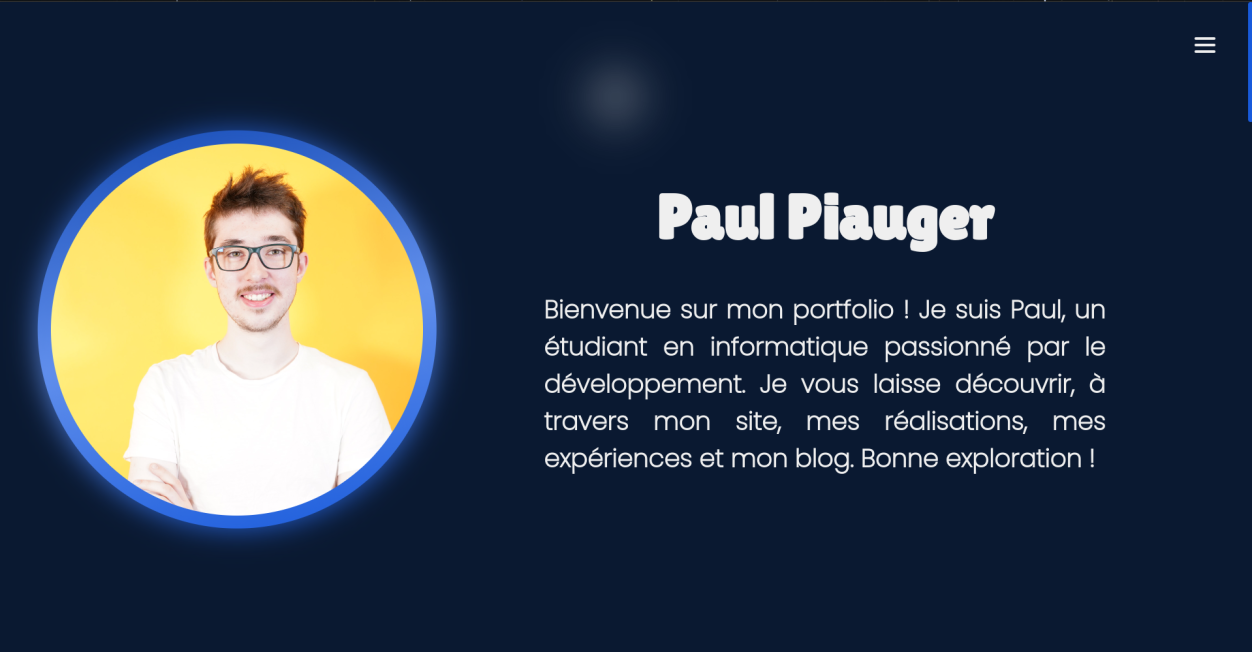 Paul Piauger
Bienvenue sur mon portfolio ! Je suis Paul, un
étudiant en informatique passionné par le
développement. Je vous laisse découvrir, à
travers mon site, mes réalisations, mes
expériences et mon blog. Bonne exploration !